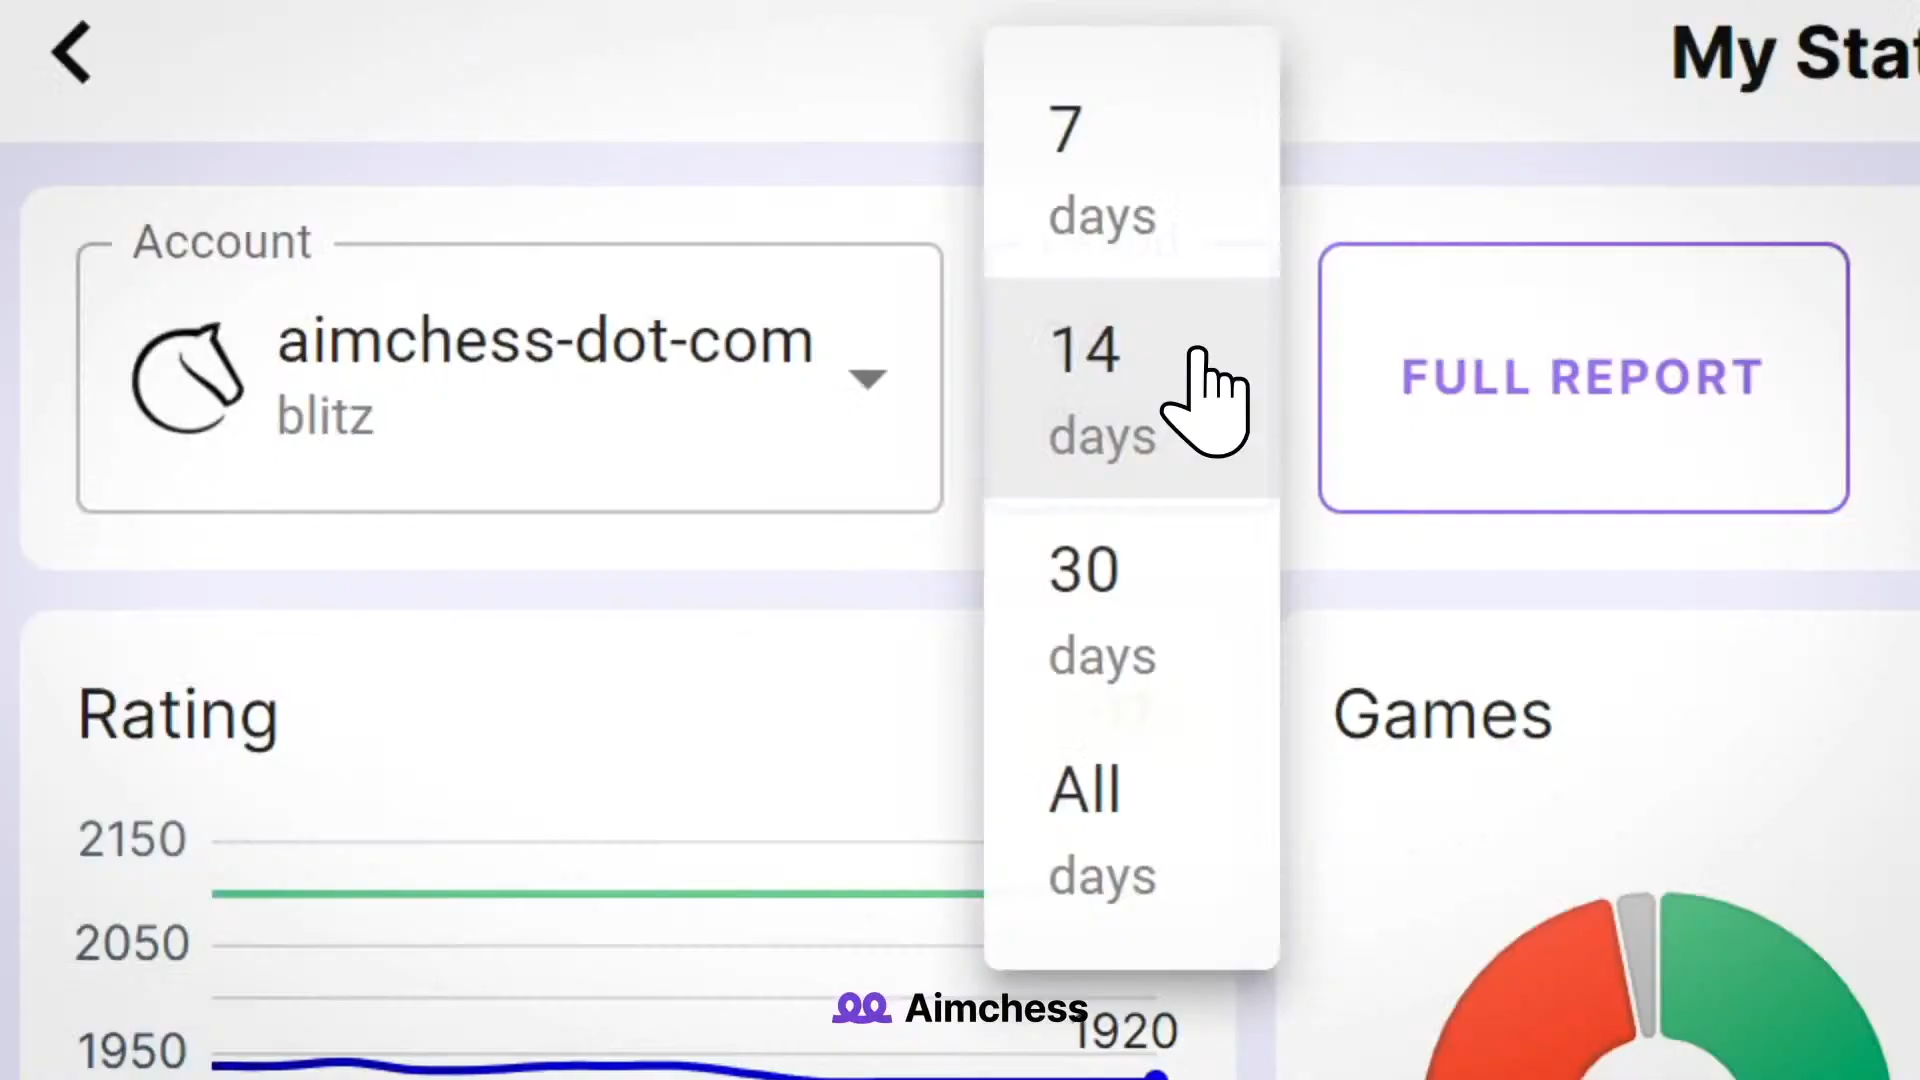 My Stat
7
days
Account
aimchess-dot-com
blitz
14
days
FULL REPORT
30
days
Rating
Games
All
days
2150
2050
1950
Aimchess
1920